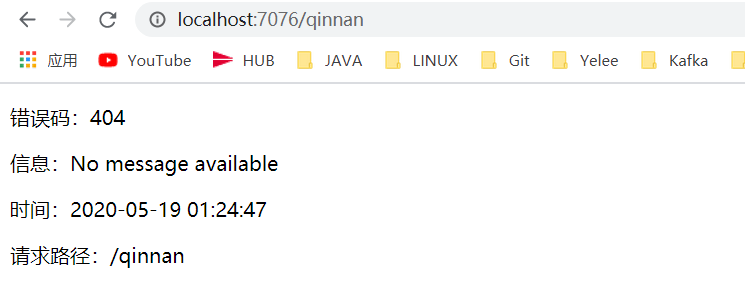 localhost:7076/qinnan
应用 YouTube HUB JAVA LINUX Git Yelee Kafka
错误码：404
信息：No message available
时间：2020-05-19 01:24:47
请求路径：/qinnan